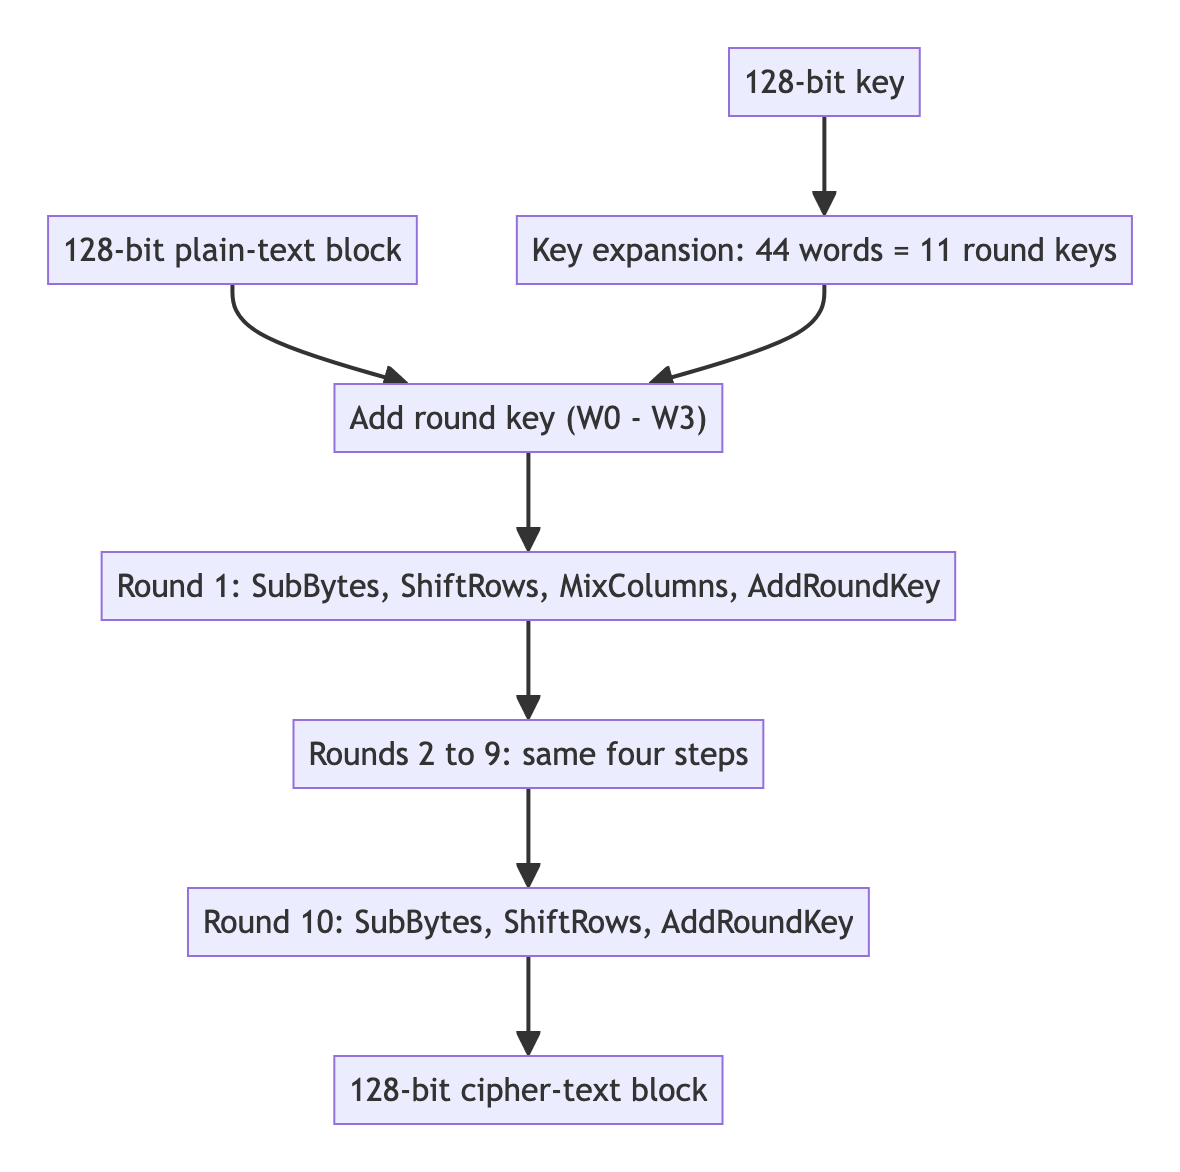 128-bit key
128-bit plain-text block
Key expansion: 44 words = 11 round keys
Add round key (W0 - W3)
Round 1: SubBytes, ShiftRows, MixColumns, AddRoundKey
Rounds 2 to 9: same four steps
Round 10: SubBytes, ShiftRows, AddRoundKey
128-bit cipher-text block